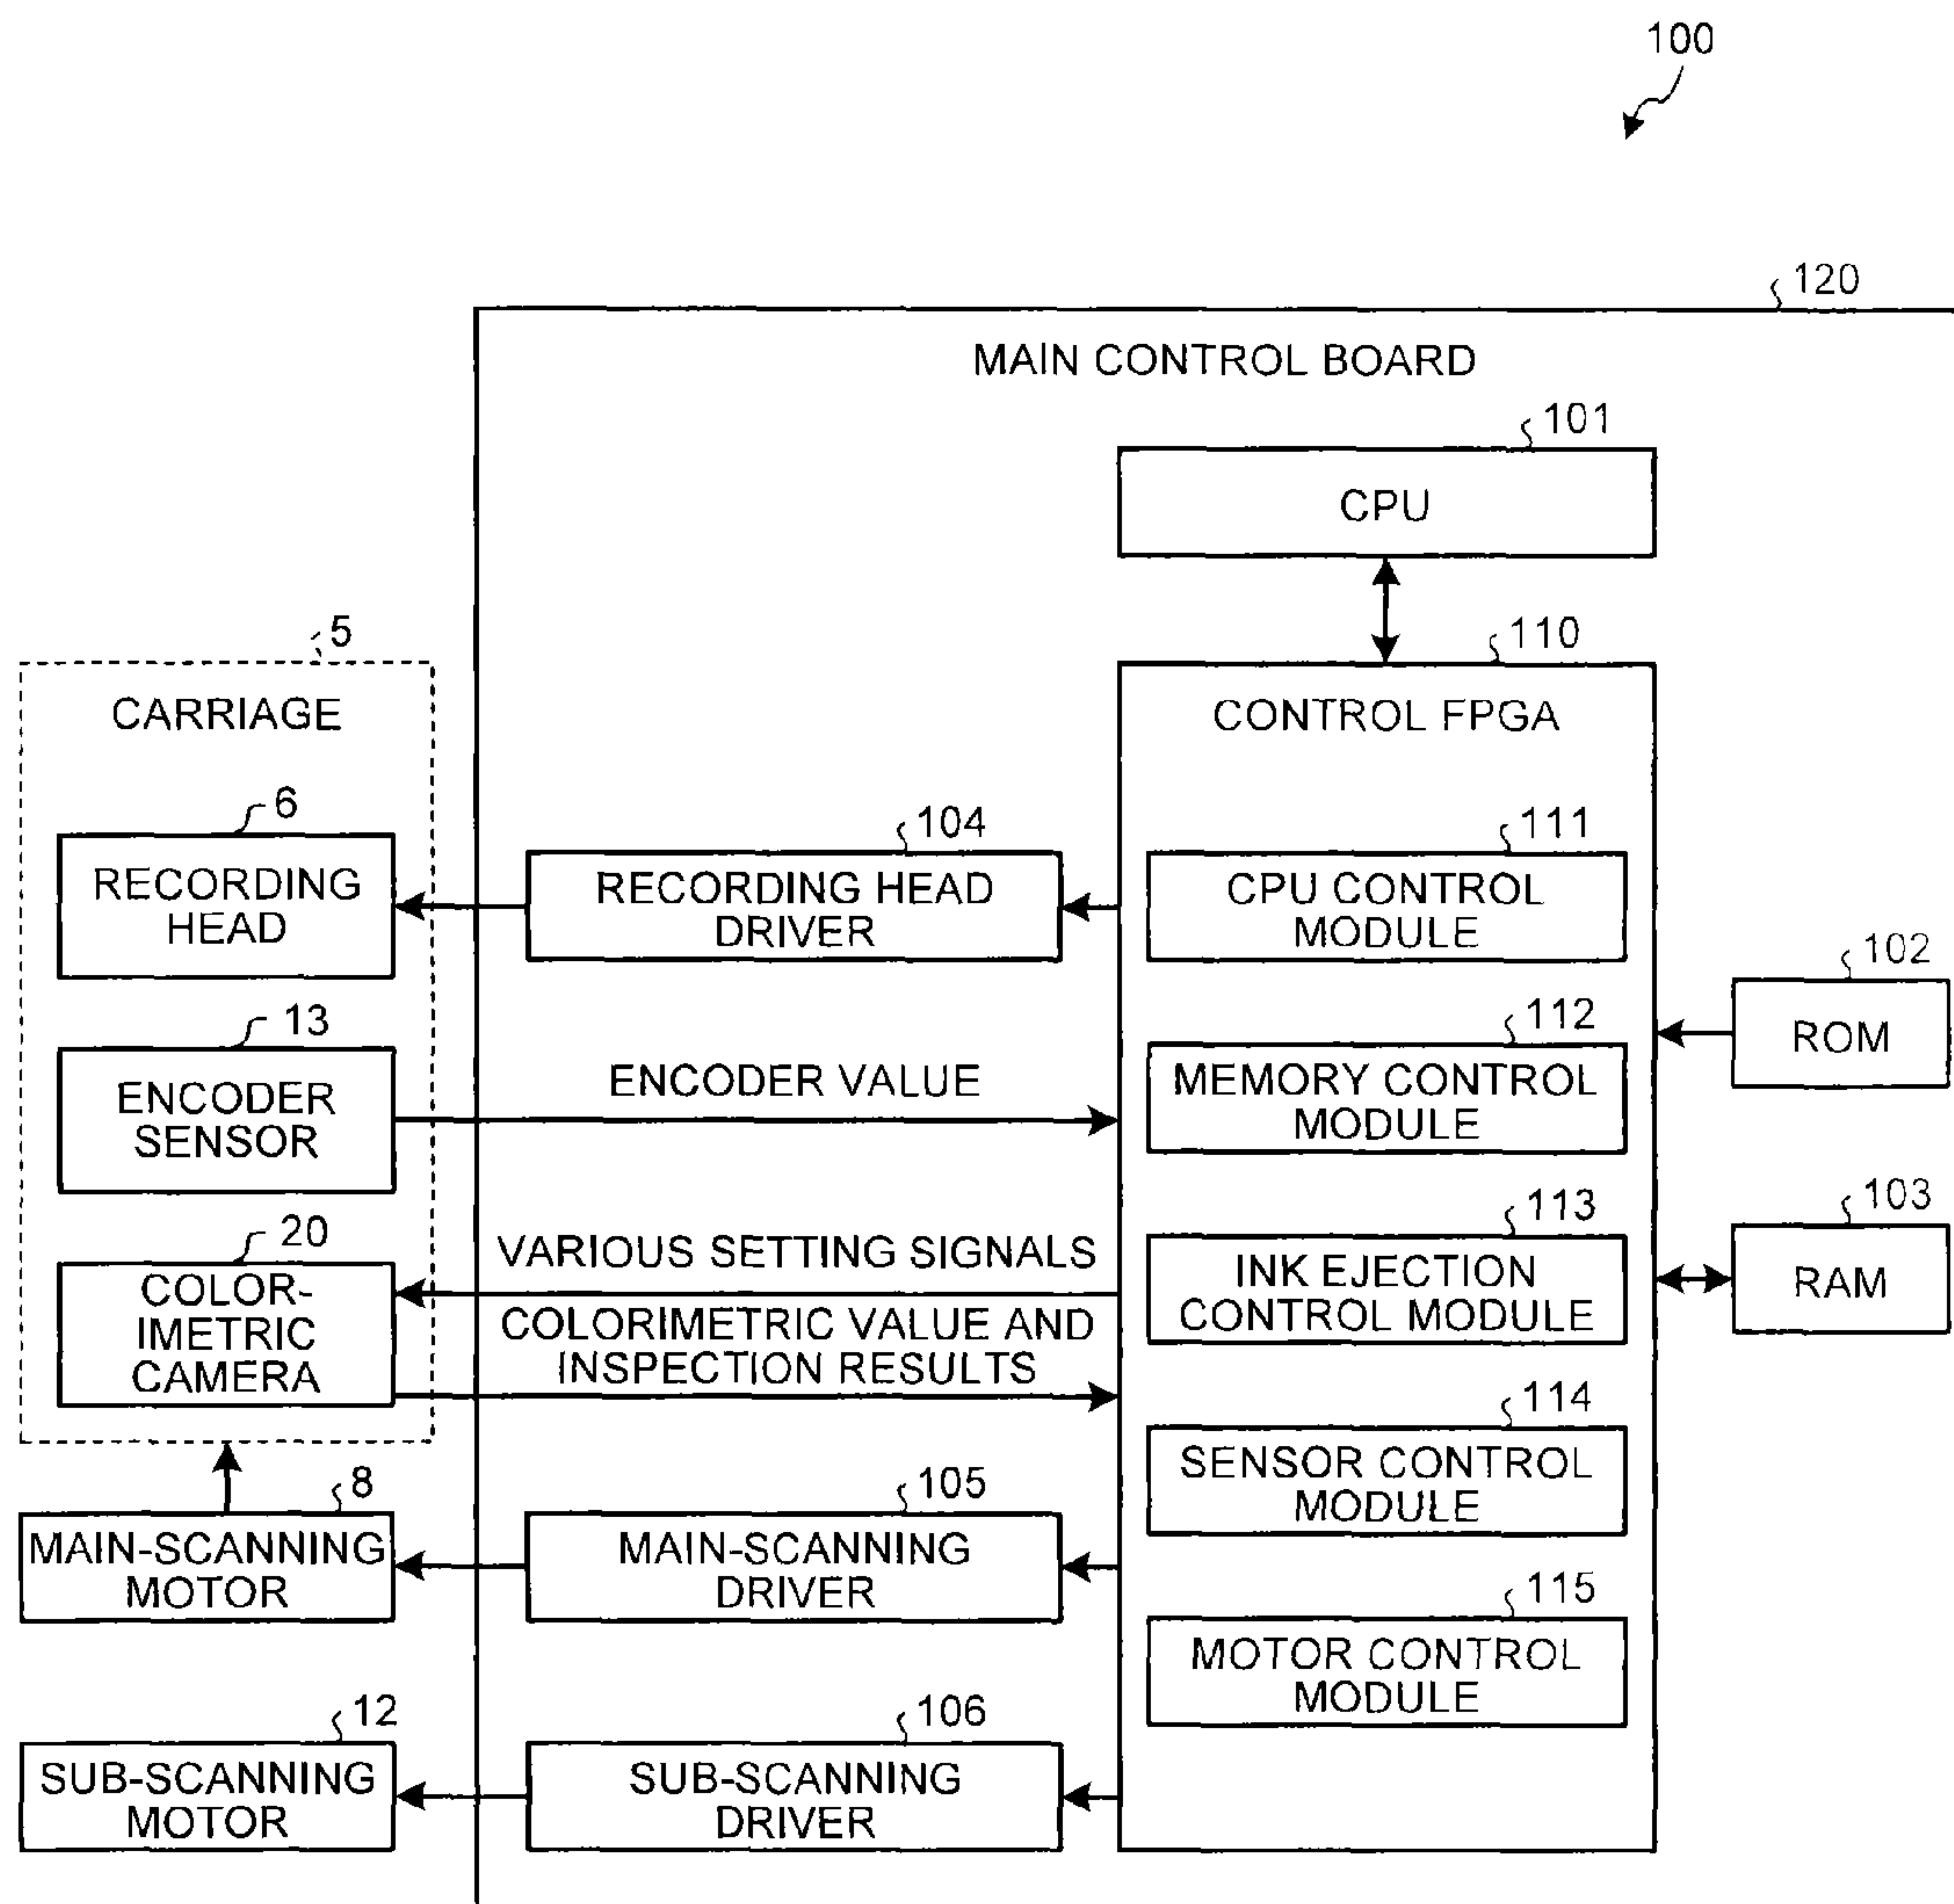 100
120
MAIN CONTROL BOARD
101
CPU
5
CARRIAGE
110
CONTROL FPGA
6
RECORDING
HEAD
104
RECORDING HEAD
DRIVER
111
CPU CONTROL
MODULE
102
ROM
13
ENCODER
SENSOR
ENCODER VALUE
112
MEMORY CONTROL
MODULE
103
RAM
20
COLOR-
IMETRIC
CAMERA
VARIOUS SETTING SIGNALS
COLORIMETRIC VALUE AND
INSPECTION RESULTS
113
INK EJECTION
CONTROL MODULE
114
SENSOR CONTROL
MODULE
8
MAIN-SCANNING
MOTOR
105
MAIN-SCANNING
DRIVER
115
MOTOR CONTROL
MODULE
12
SUB-SCANNING
MOTOR
106
SUB-SCANNING
DRIVER